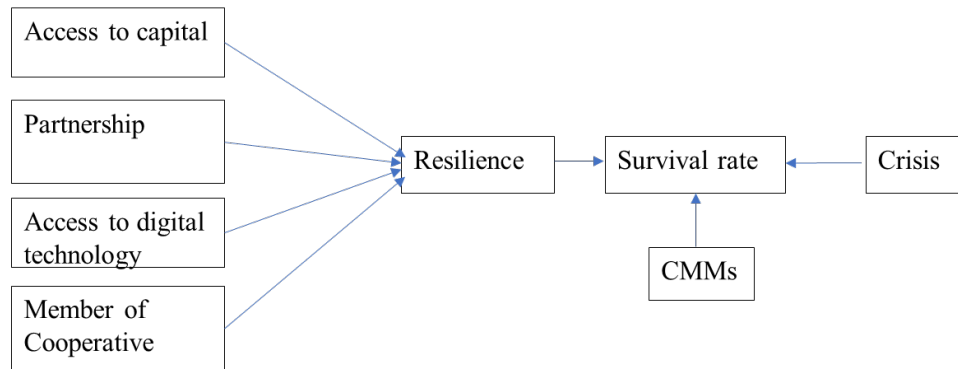 Access to capital
Partnership
Access to digital
technology
Member of
Cooperative
Resilience
Survival rate
Crisis
CMMs